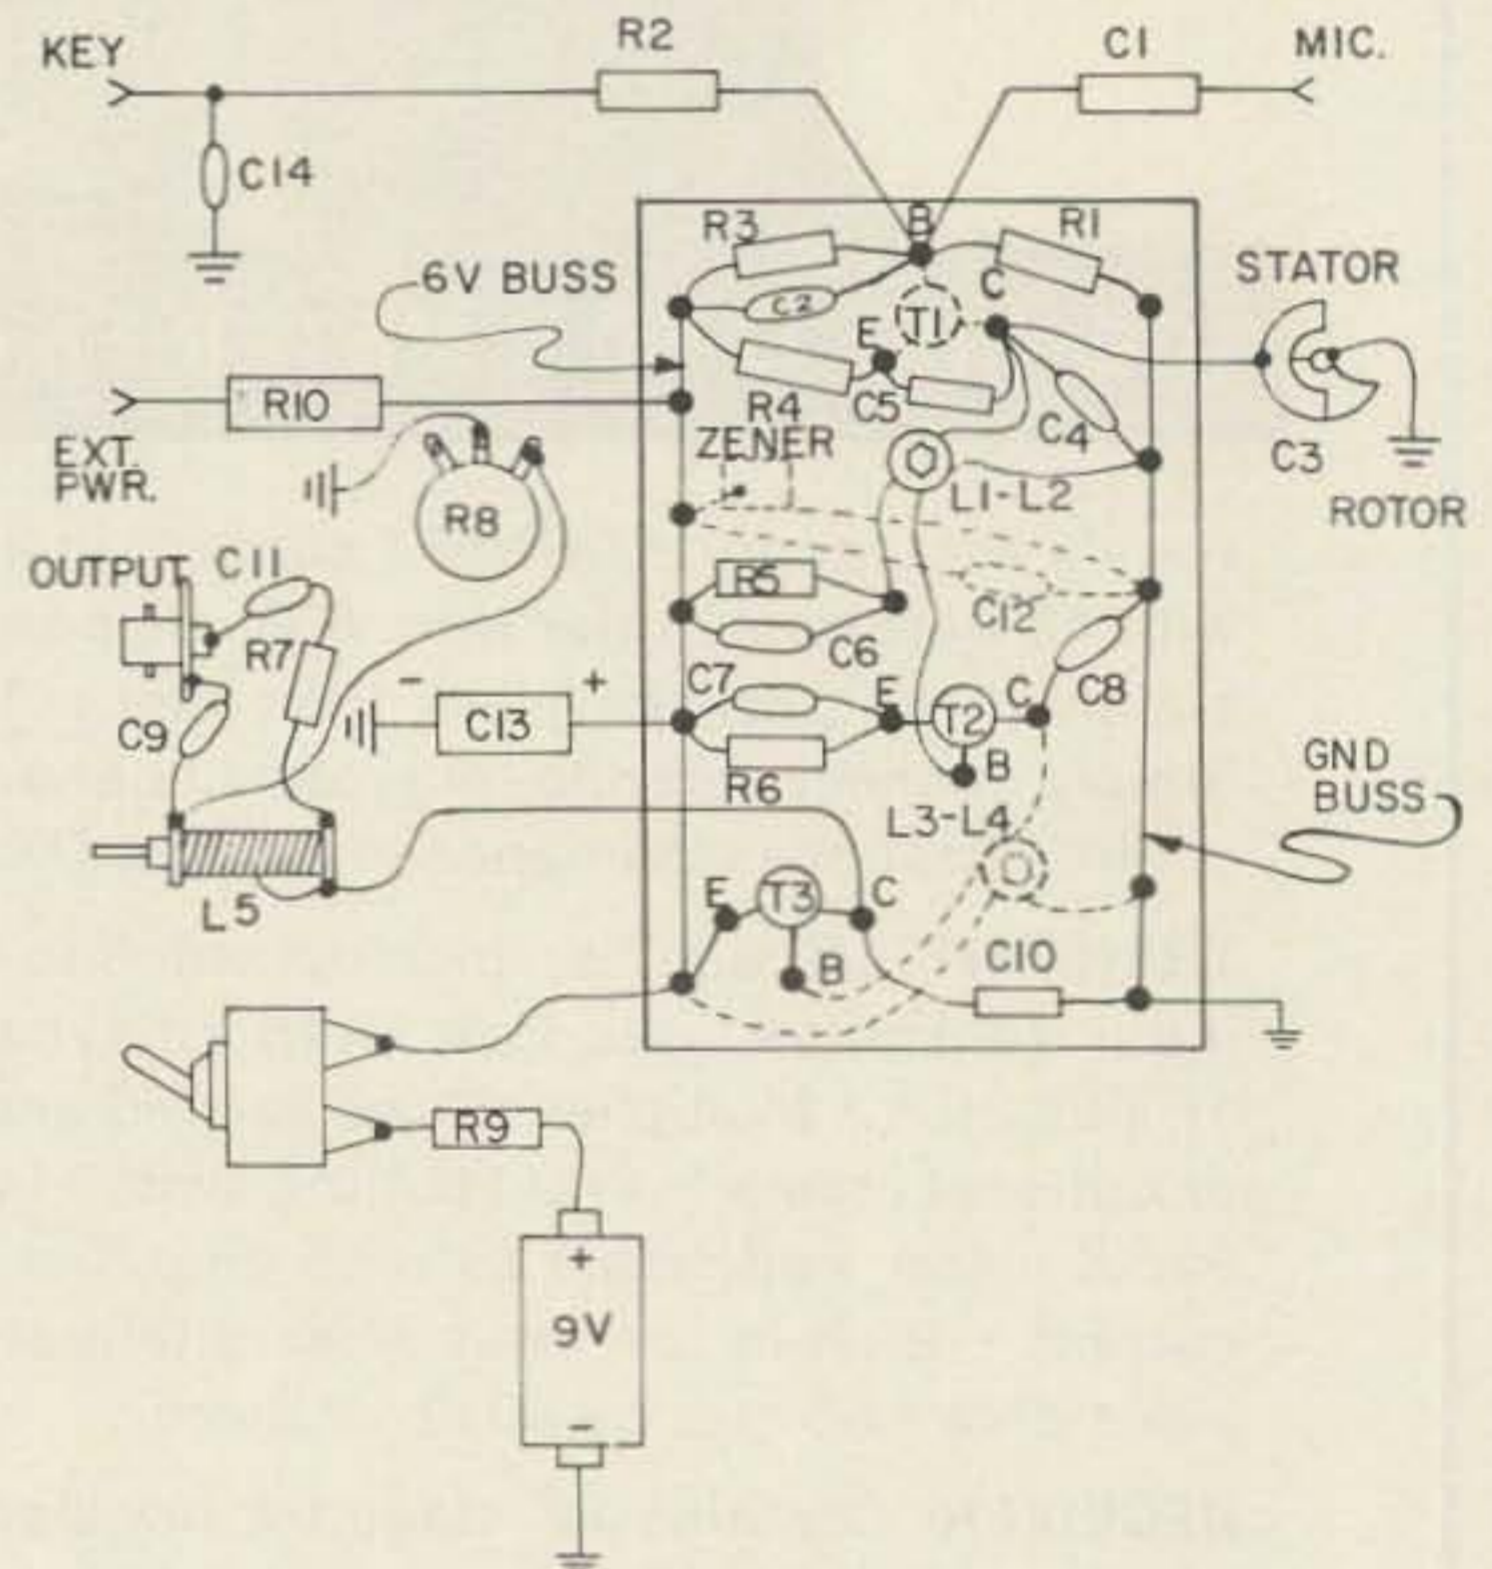 KEY
R2
C1
MIC.
C14
R3
B
R1
6V BUSS
C2
T1
C
STATOR
E
R10
R4
C5
C4
C3
EXT.
PWR.
ZENER
L1-L2
ROTOR
R8
OUTPUT
C11
R5
C12
R7
C6
C8
- +
C7
E
T2
C
C9
C13
B
R6
GND
BUSS
L3-L4
L5
E
T3
C
B
C10
R9
+
9V
-